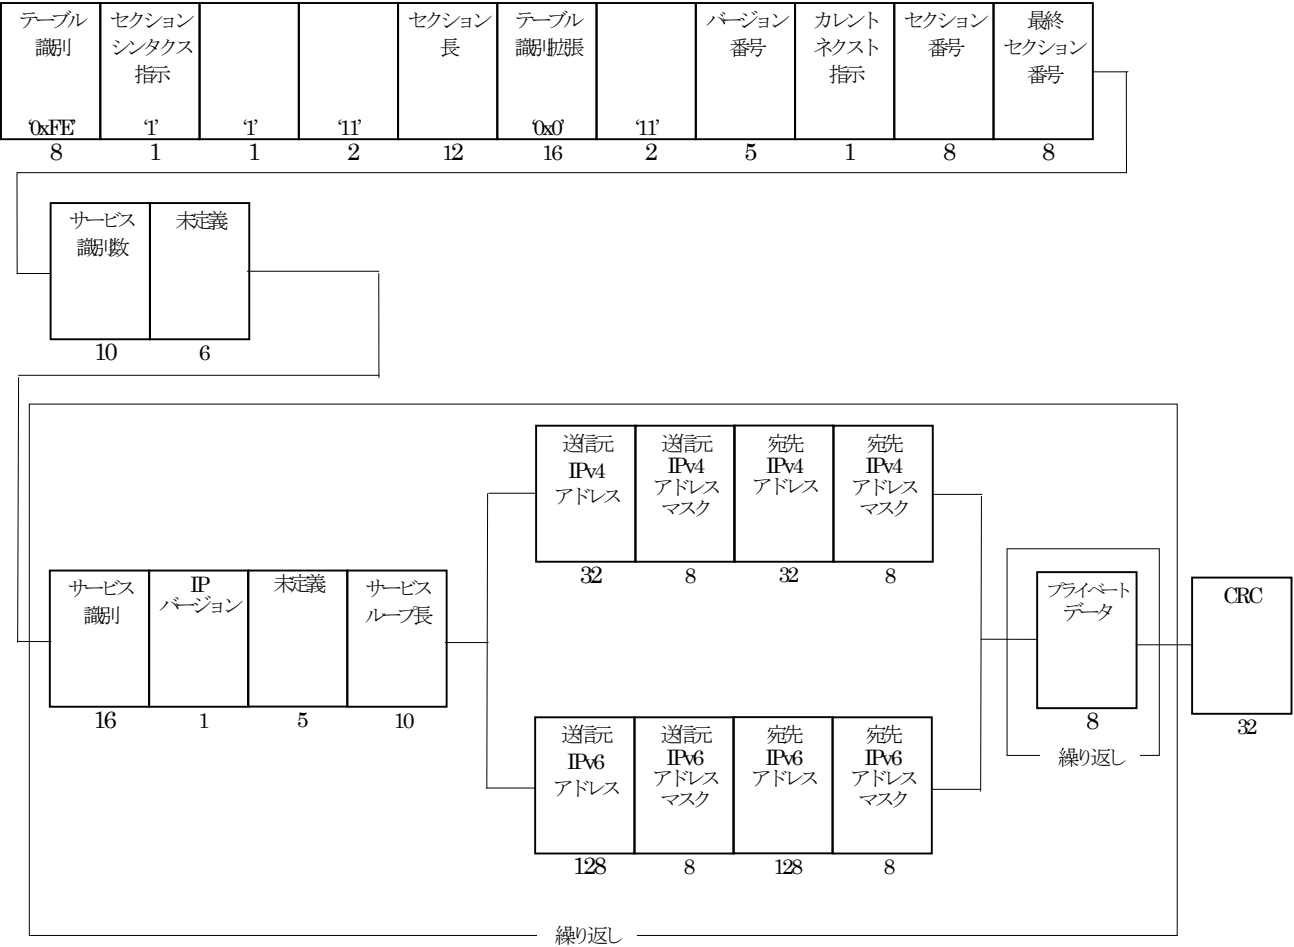 テーブル
識別
'0xFE'
8
セクション
シンタクス
指示
'1'
1
'1'
1
'11'
2
セクション
長
12
テーブル
識別拡張
'0x0'
16
'11'
2
バージョン
番号
5
カレント
ネクスト
指示
1
セクション
番号
8
最終
セクション
番号
8
サービス
識別数
10
未定義
6
サービス
識別
16
IP
バージョン
1
未定義
5
サービス
ループ長
10
送信元
IPv4
アドレス
32
送信元
IPv4
アドレス
マスク
8
宛先
IPv4
アドレス
32
宛先
IPv4
アドレス
マスク
8
送信元
IPv6
アドレス
128
送信元
IPv6
アドレス
マスク
8
宛先
IPv6
アドレス
128
宛先
IPv6
アドレス
マスク
8
プライベート
データ
8
繰り返し
CRC
32
繰り返し